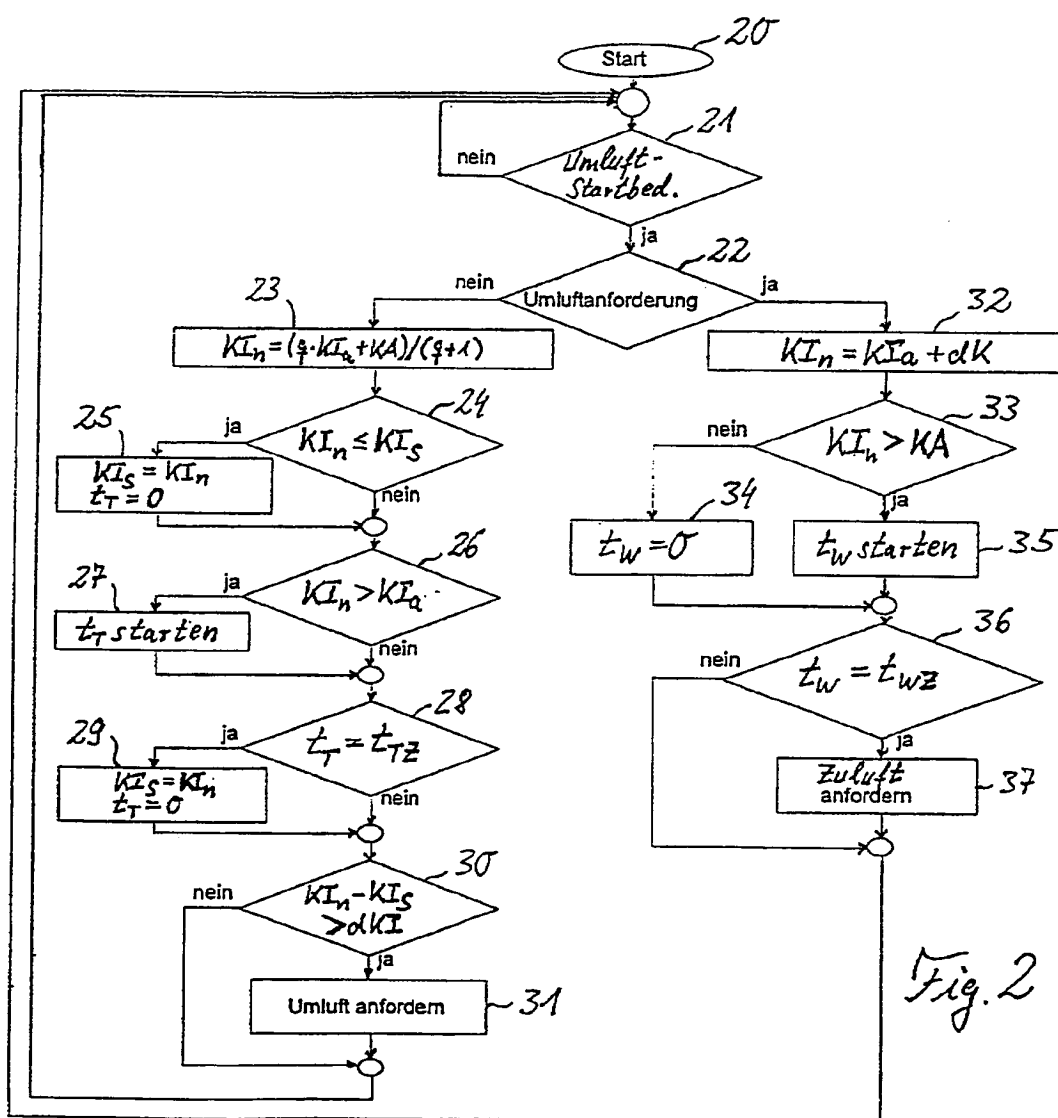 20
Start
21
nein
Umluft-
Startbed.
ja
22
nein
Umluftanforderung
ja
23
KI_n=(q·KI_a+KA)/(q+1)
32
KI_n=KI_a+dK
24
ja
KI_n≤KI_S
25
KI_S=KI_n
t_T=0
nein
33
nein
KI_n>KA
ja
34
t_W=0
t_W starten
35
26
ja
KI_n>KI_a
27
t_T starten
nein
36
nein
t_W=t_WZ
ja
28
ja
t_T=t_TZ
29
KI_S=KI_n
t_T=0
nein
Zuluft
anfordern
37
30
nein
KI_n-KI_S
>dKI
ja
Umluft anfordern
31
Fig. 2